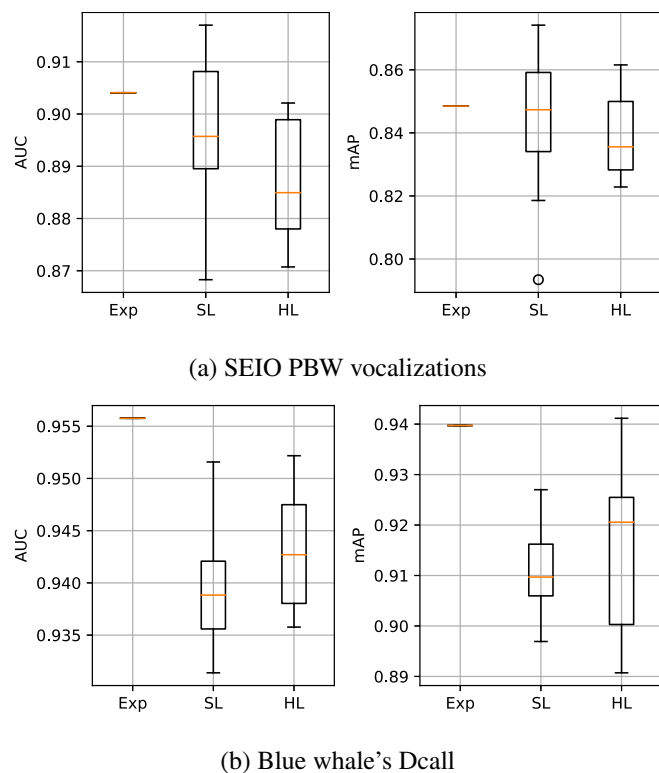 0.91
0.90
0.89
0.88
0.87
AUC
Exp SL HL
0.86
0.84
0.82
0.80
mAP
Exp SL HL
(a) SEIO PBW vocalizations
0.955
0.950
0.945
0.940
0.935
AUC
Exp SL HL
0.94
0.93
0.92
0.91
0.90
0.89
mAP
Exp SL HL
(b) Blue whale's Dcall